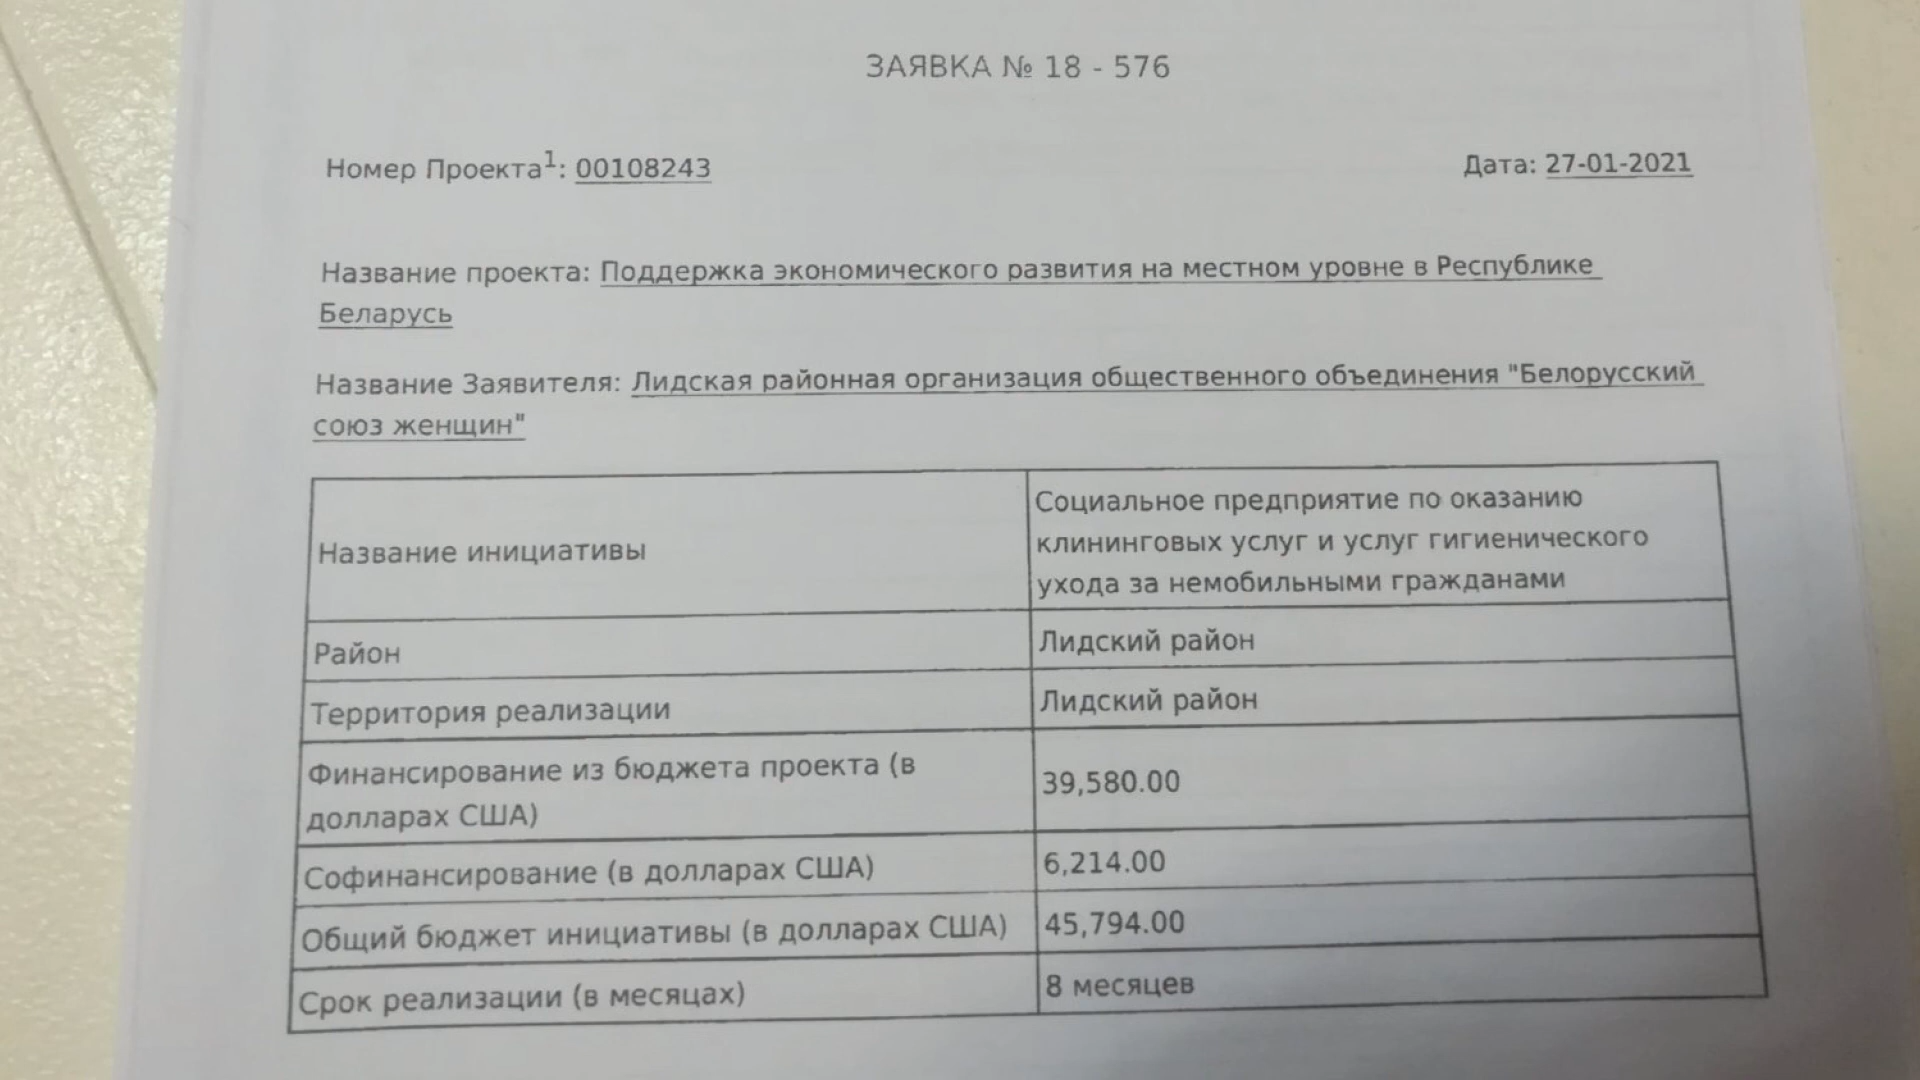 ЗАЯВКА № 18 - 576
Номер Проекта¹: 00108243
Дата: 27-01-2021
Название проекта: Поддержка экономического развития на местном уровне в Республике
Беларусь
Название Заявителя: Лидская районная организация общественного объединения "Белорусский
союз женщин"
Название инициативы
Социальное предприятие по оказанию
клининговых услуг и услуг гигиенического
ухода за немобильными гражданами
Район
Лидский район
Территория реализации
Лидский район
Финансирование из бюджета проекта (в
долларах США)
39,580.00
Софинансирование (в долларах США)
6,214.00
Общий бюджет инициативы (в долларах США)
45,794.00
Срок реализации (в месяцах)
8 месяцев